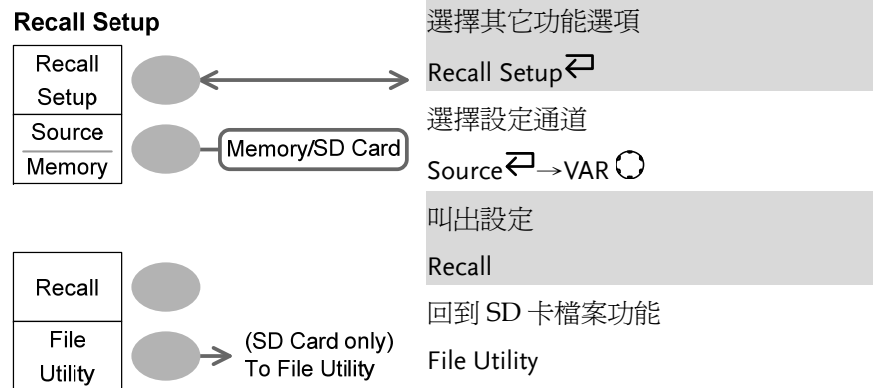 Recall Setup
Recall
Setup
Source
Memory
Memory/SD Card
Recall
File
Utility
(SD Card only)
To File Utility
選擇其它功能選項
Recall Setup
選擇設定通道
Source →VAR
叫出設定
Recall
回到 SD 卡檔案功能
File Utility